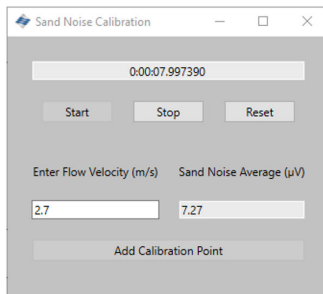 Sand Noise Calibration
0:00:07.997390
Start Stop Reset
Enter Flow Velocity (m/s) Sand Noise Average (µV)
2.7 7.27
Add Calibration Point